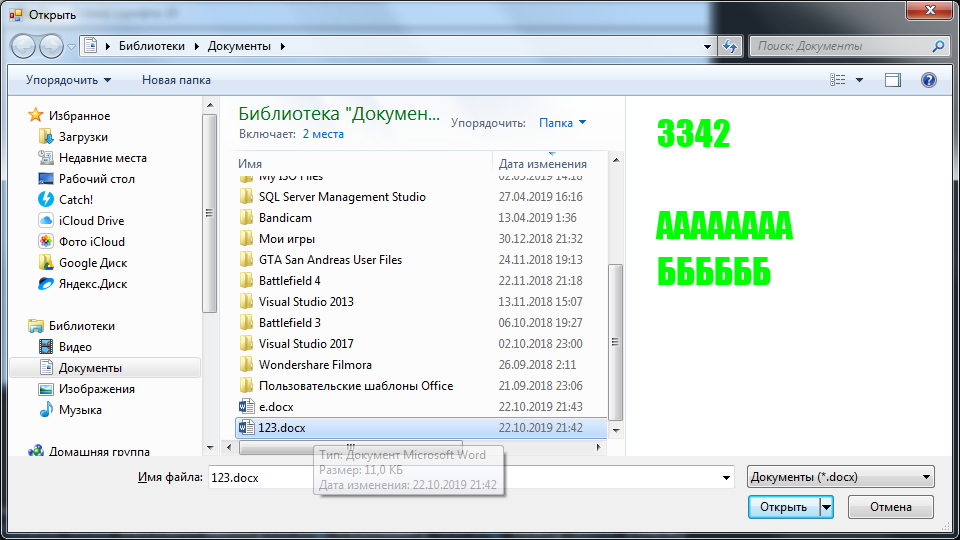 Открыть
Библиотеки
Документы
Поиск: Документы
Упорядочить
Новая папка
Избранное
Загрузки
Недавние места
Рабочий стол
Catch!
iCloud Drive
Фото iCloud
Google Диск
Яндекс.Диск
Библиотеки
Видео
Документы
Изображения
Музыка
Домашняя группа
Библиотека "Докумен...
Включает: 2 места
Упорядочить: Папка
Имя Дата изменения
My ISO Files 02.05.2019 14:18
SQL Server Management Studio 27.04.2019 16:16
Bandicam 13.04.2019 1:36
Мои игры 30.12.2018 21:32
GTA San Andreas User Files 24.11.2018 19:13
Battlefield 4 22.11.2018 21:18
Visual Studio 2013 13.11.2018 15:07
Battlefield 3 06.10.2018 19:27
Visual Studio 2017 02.10.2018 23:00
Wondershare Filmora 26.09.2018 2:11
Пользовательские шаблоны Office 21.09.2018 23:06
e.docx 22.10.2019 21:43
123.docx 22.10.2019 21:42
Тип: Документ Microsoft Word
Размер: 11,0 КБ
Дата изменения: 22.10.2019 21:42
3342
АААААААА
ББББББ
Имя файла: 123.docx
Документы (*.docx)
Открыть
Отмена